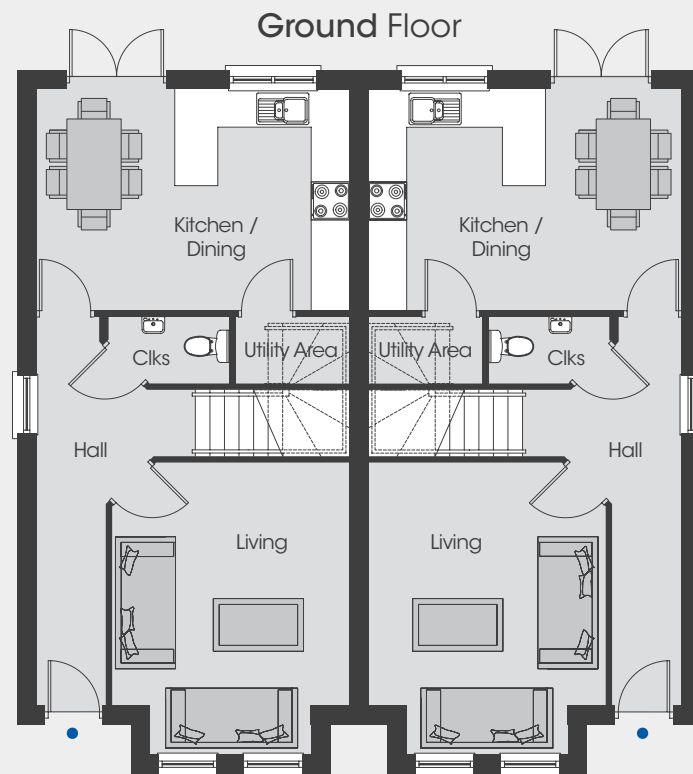 Ground Floor
Kitchen /
Dining
Kitchen /
Dining
Clks
Utility Area
Utility Area
Clks
Hall
Hall
Living
Living